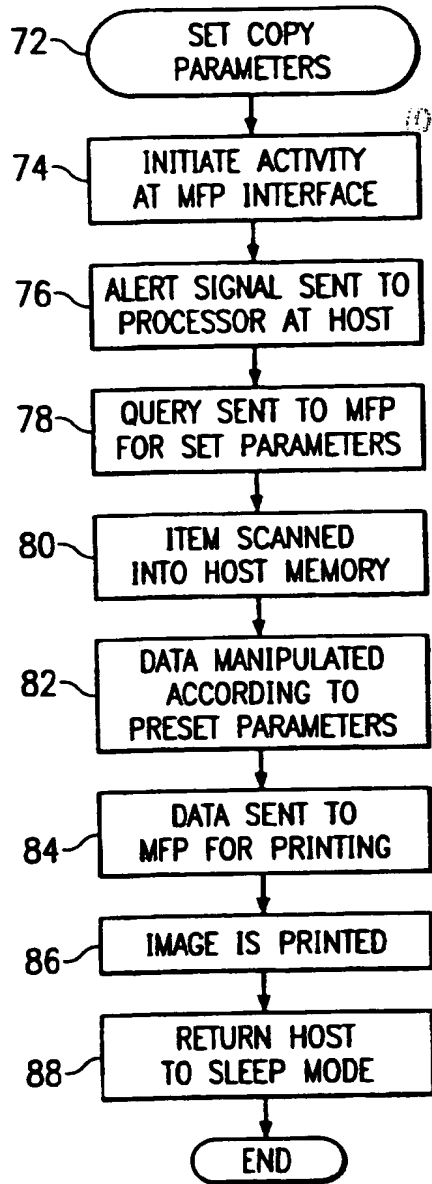 72
SET COPY
PARAMETERS
74
INITIATE ACTIVITY
AT MFP INTERFACE
76
ALERT SIGNAL SENT TO
PROCESSOR AT HOST
78
QUERY SENT TO MFP
FOR SET PARAMETERS
80
ITEM SCANNED
INTO HOST MEMORY
82
DATA MANIPULATED
ACCORDING TO
PRESET PARAMETERS
84
DATA SENT TO
MFP FOR PRINTING
86
IMAGE IS PRINTED
88
RETURN HOST
TO SLEEP MODE
END